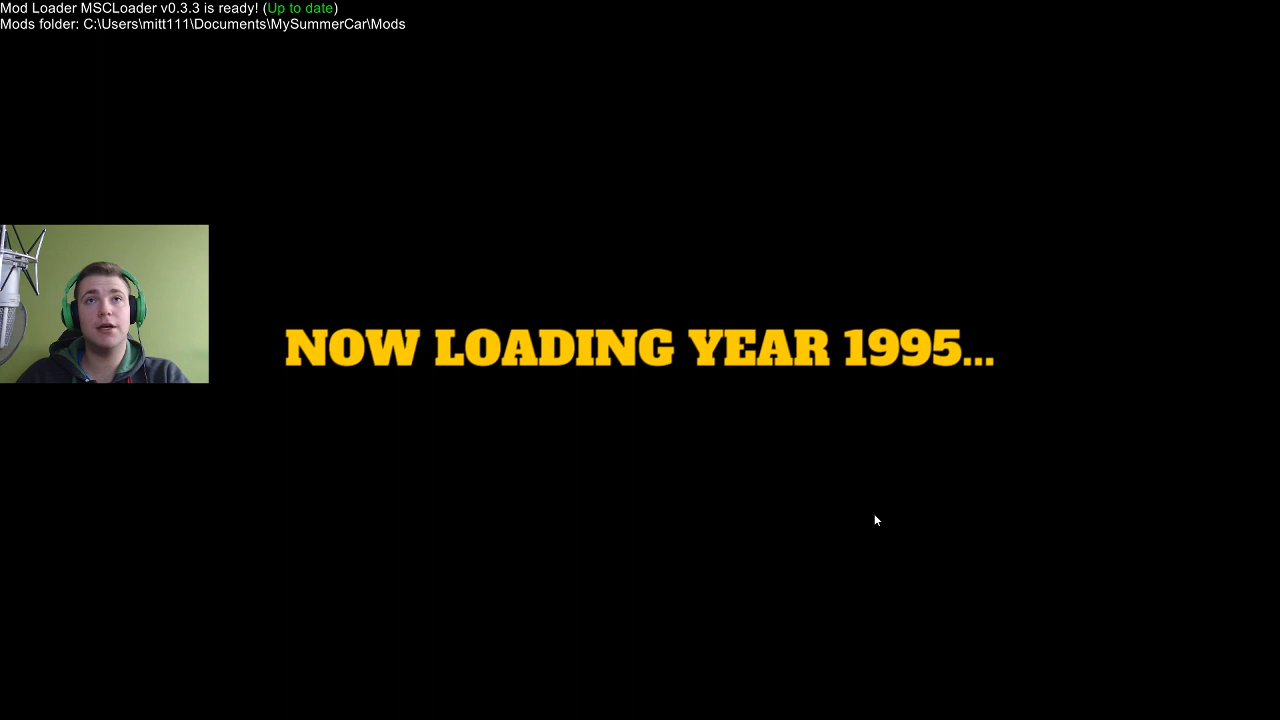 Mod Loader MSCLoader v0.3.3 is ready! (Up to date)
Mods folder: C:\Users\mitt111\Documents\MySummerCar\Mods
NOW LOADING YEAR 1995...